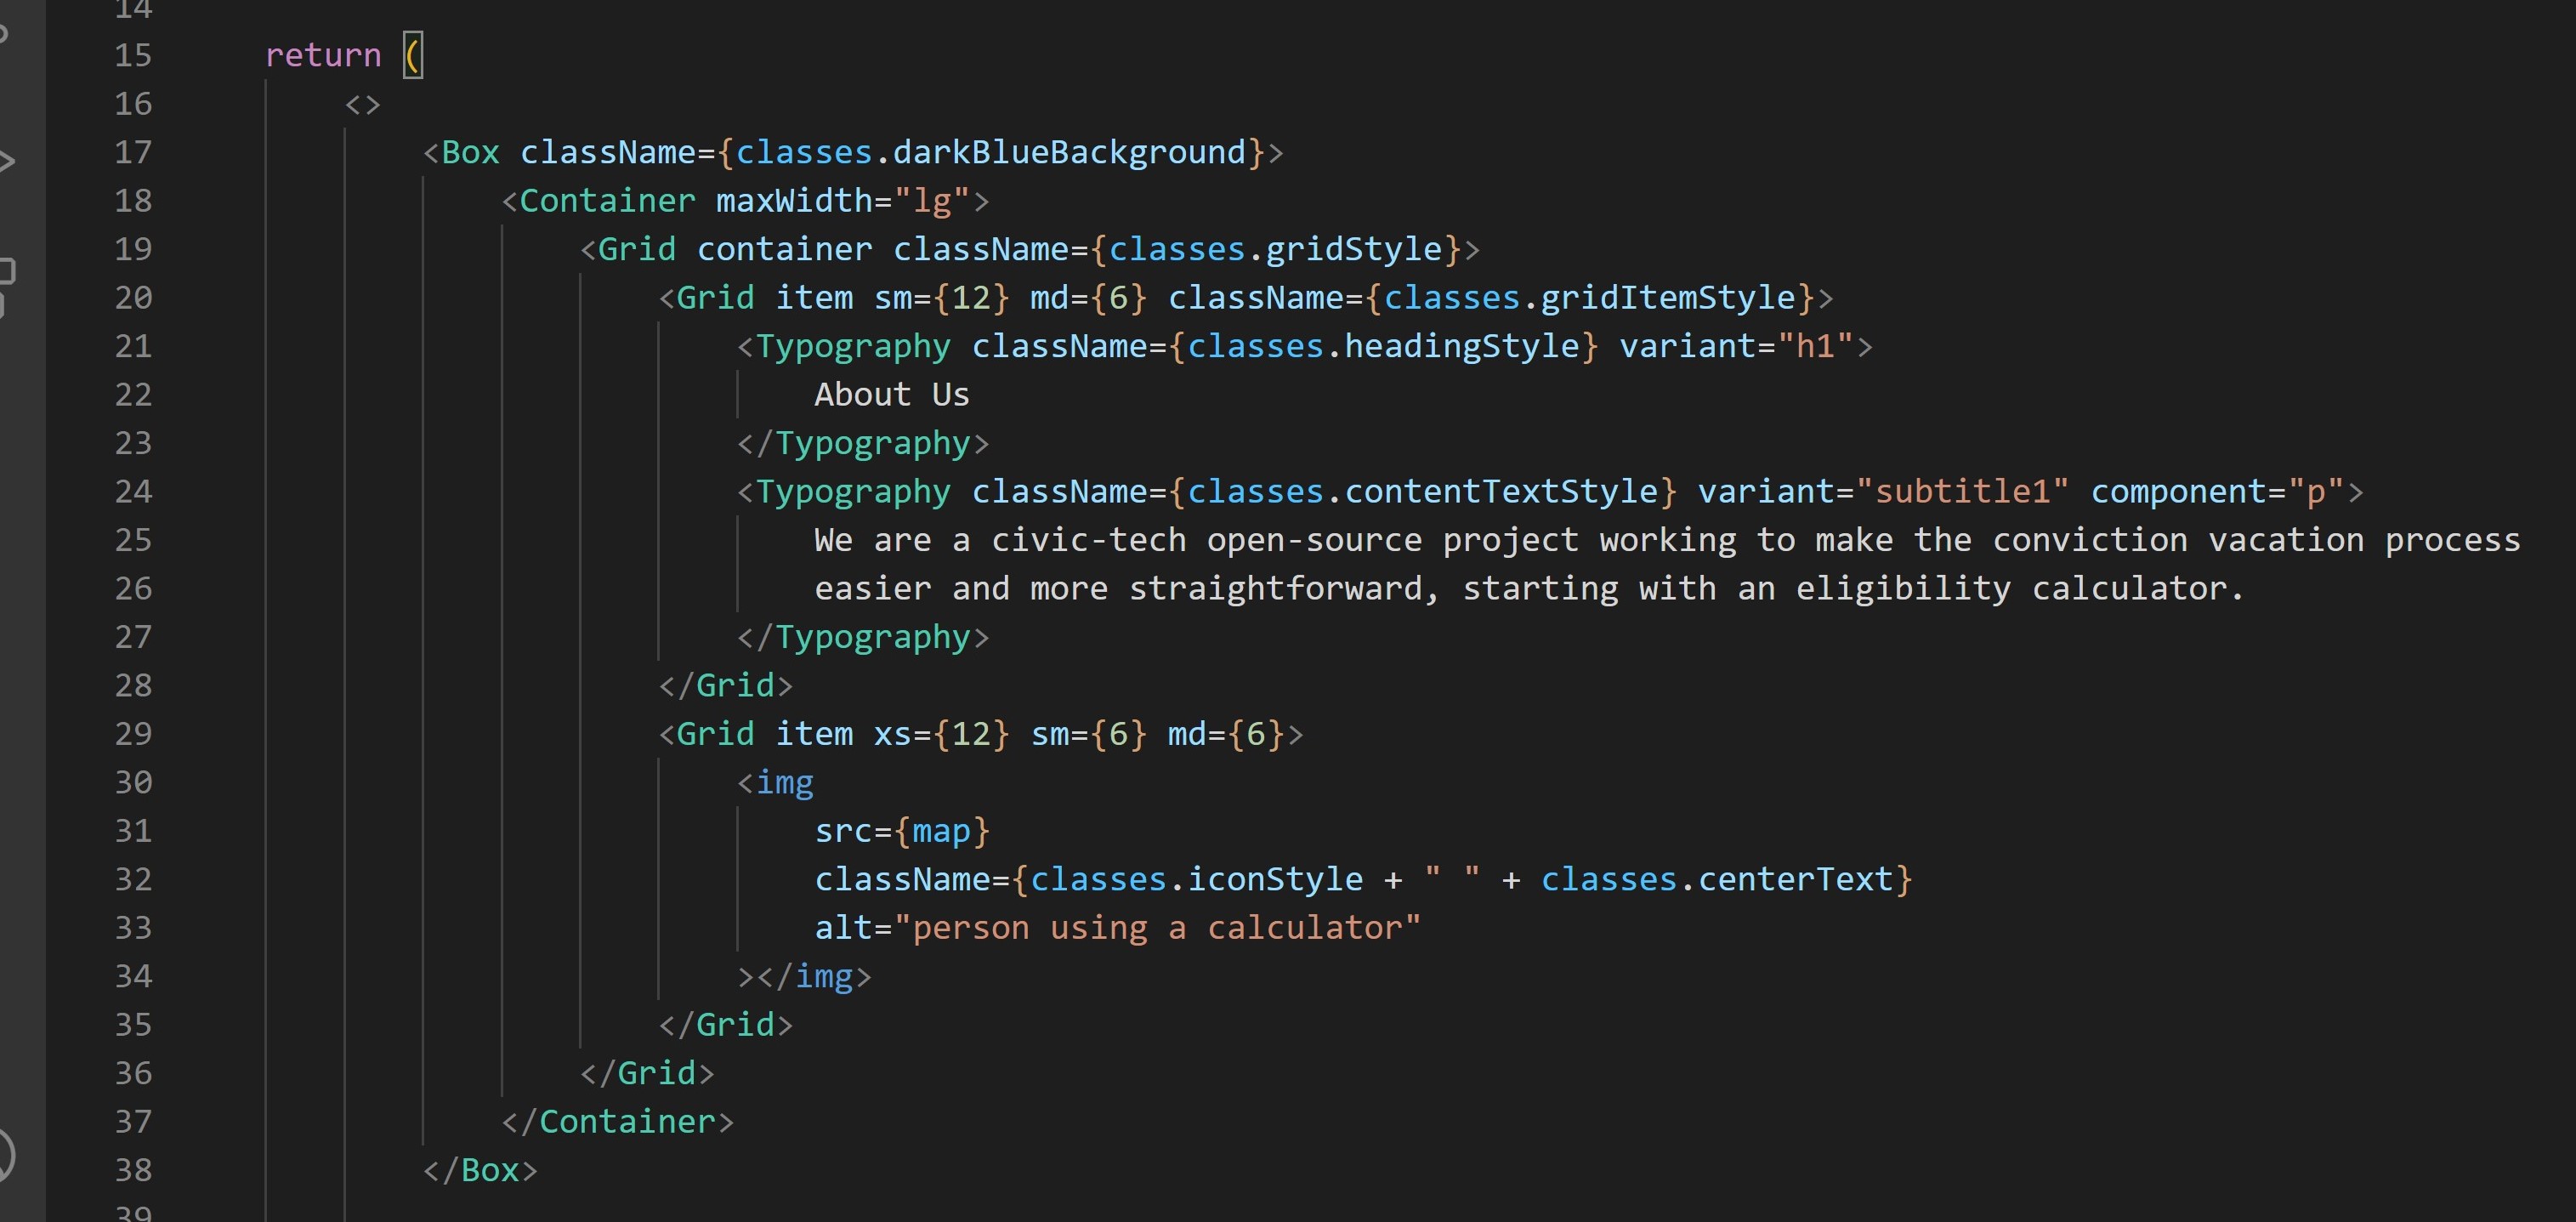 14
15 return (
16 <>
17 <Box className={classes.darkBlueBackground}>
18 <Container maxWidth="lg">
19 <Grid container className={classes.gridStyle}>
20 <Grid item sm={12} md={6} className={classes.gridItemStyle}>
21 <Typography className={classes.headingStyle} variant="h1">
22 About Us
23 </Typography>
24 <Typography className={classes.contentTextStyle} variant="subtitle1" component="p">
25 We are a civic-tech open-source project working to make the conviction vacation process
26 easier and more straightforward, starting with an eligibility calculator.
27 </Typography>
28 </Grid>
29 <Grid item xs={12} sm={6} md={6}>
30 <img
31 src={map}
32 className={classes.iconStyle + " " + classes.centerText}
33 alt="person using a calculator"
34 ></img>
35 </Grid>
36 </Grid>
37 </Container>
38 </Box>
39